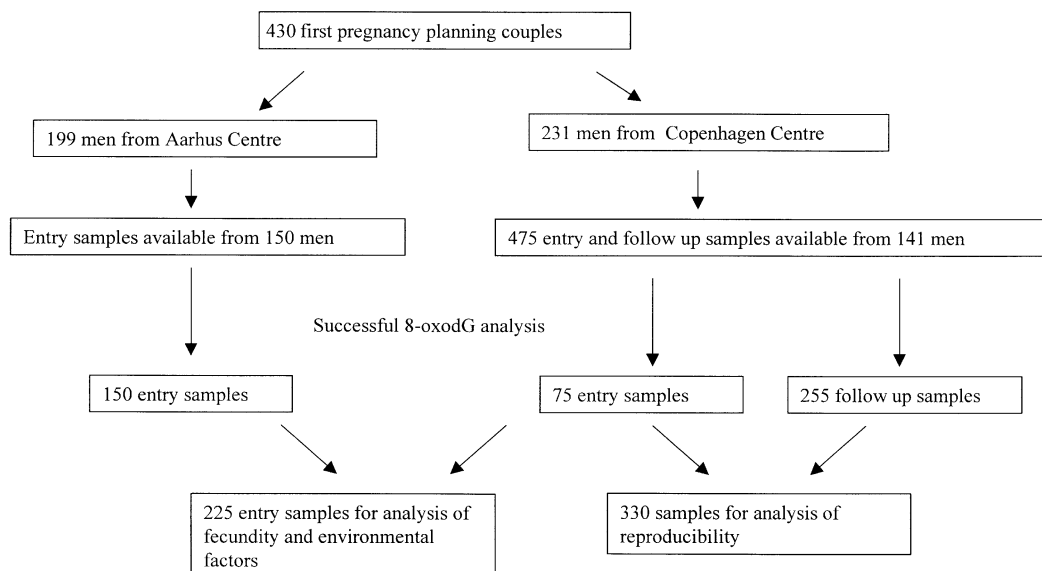 430 first pregnancy planning couples
199 men from Aarhus Centre
231 men from Copenhagen Centre
Entry samples available from 150 men
475 entry and follow up samples available from 141 men
Successful 8-oxodG analysis
150 entry samples
75 entry samples
255 follow up samples
225 entry samples for analysis of
fecundity and environmental
factors
330 samples for analysis of
reproducibility